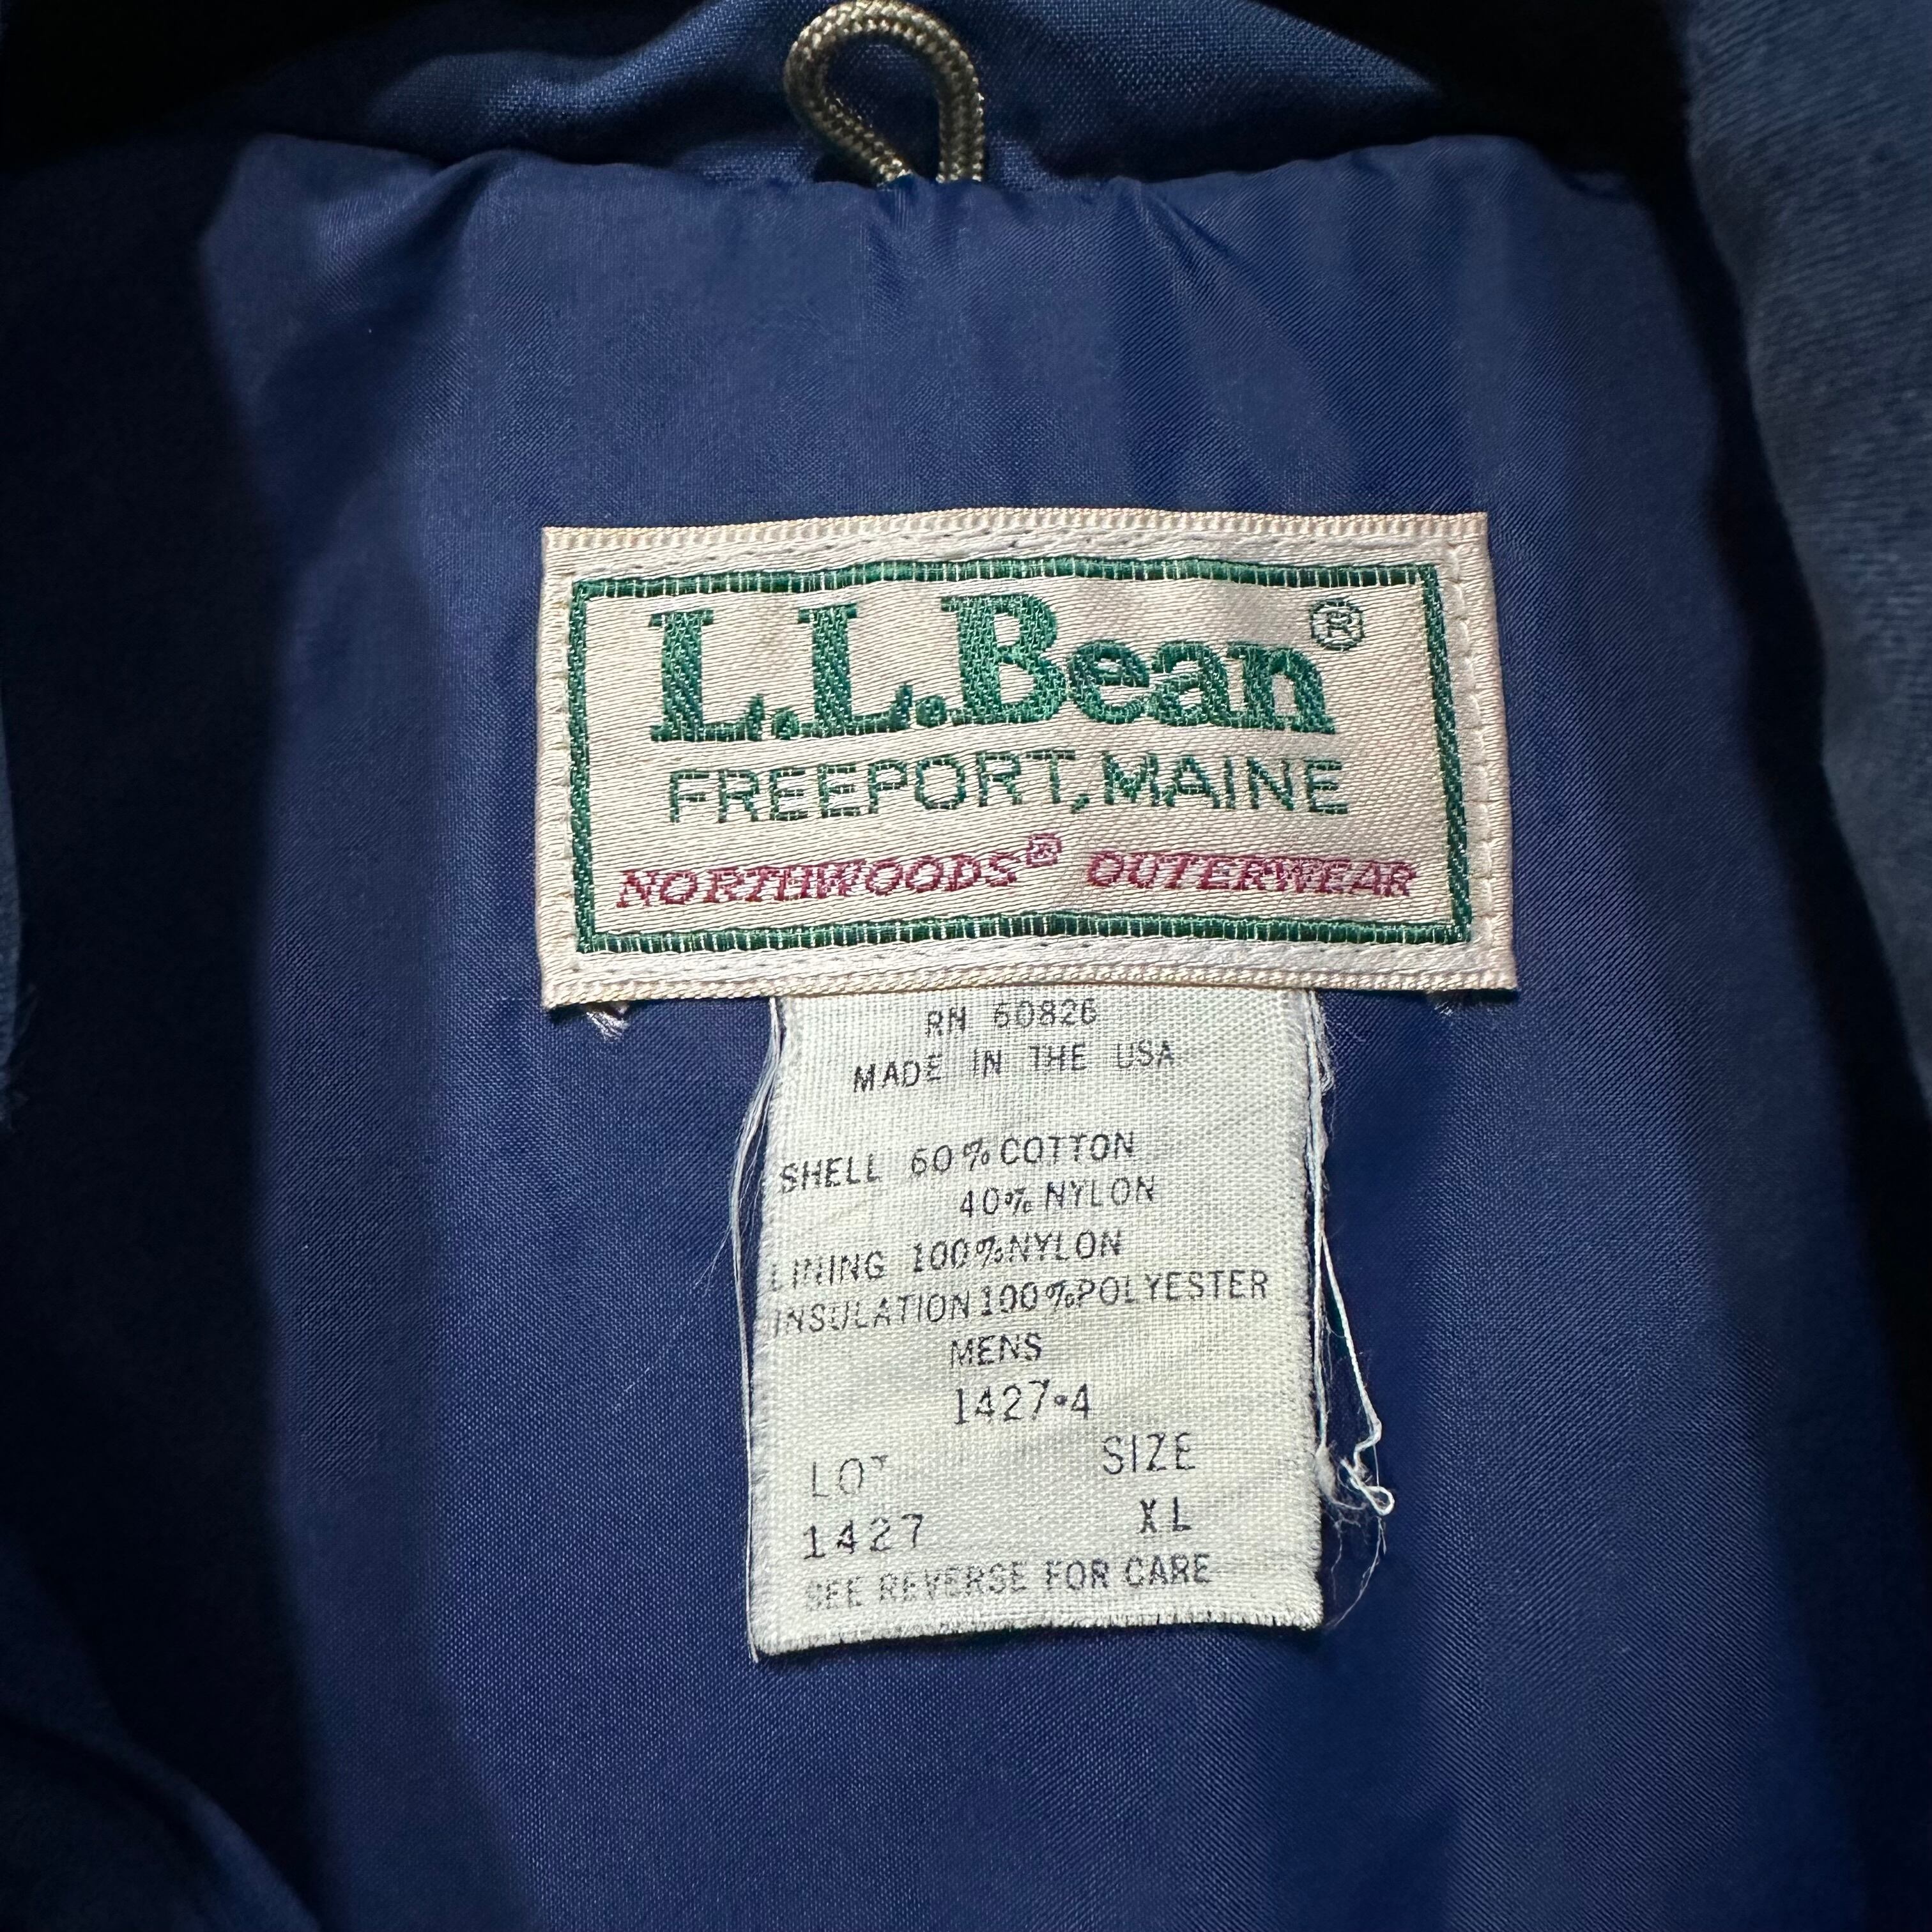 L.L.Bean®
FREEPORT, MAINE
NORTHWOODS® OUTERWEAR
RN 60826
MADE IN THE USA
SHELL 60% COTTON
40% NYLON
LINING 100% NYLON
INSULATION 100% POLYESTER
MENS
1427•4
LOT SIZE
1427 XL
SEE REVERSE FOR CARE